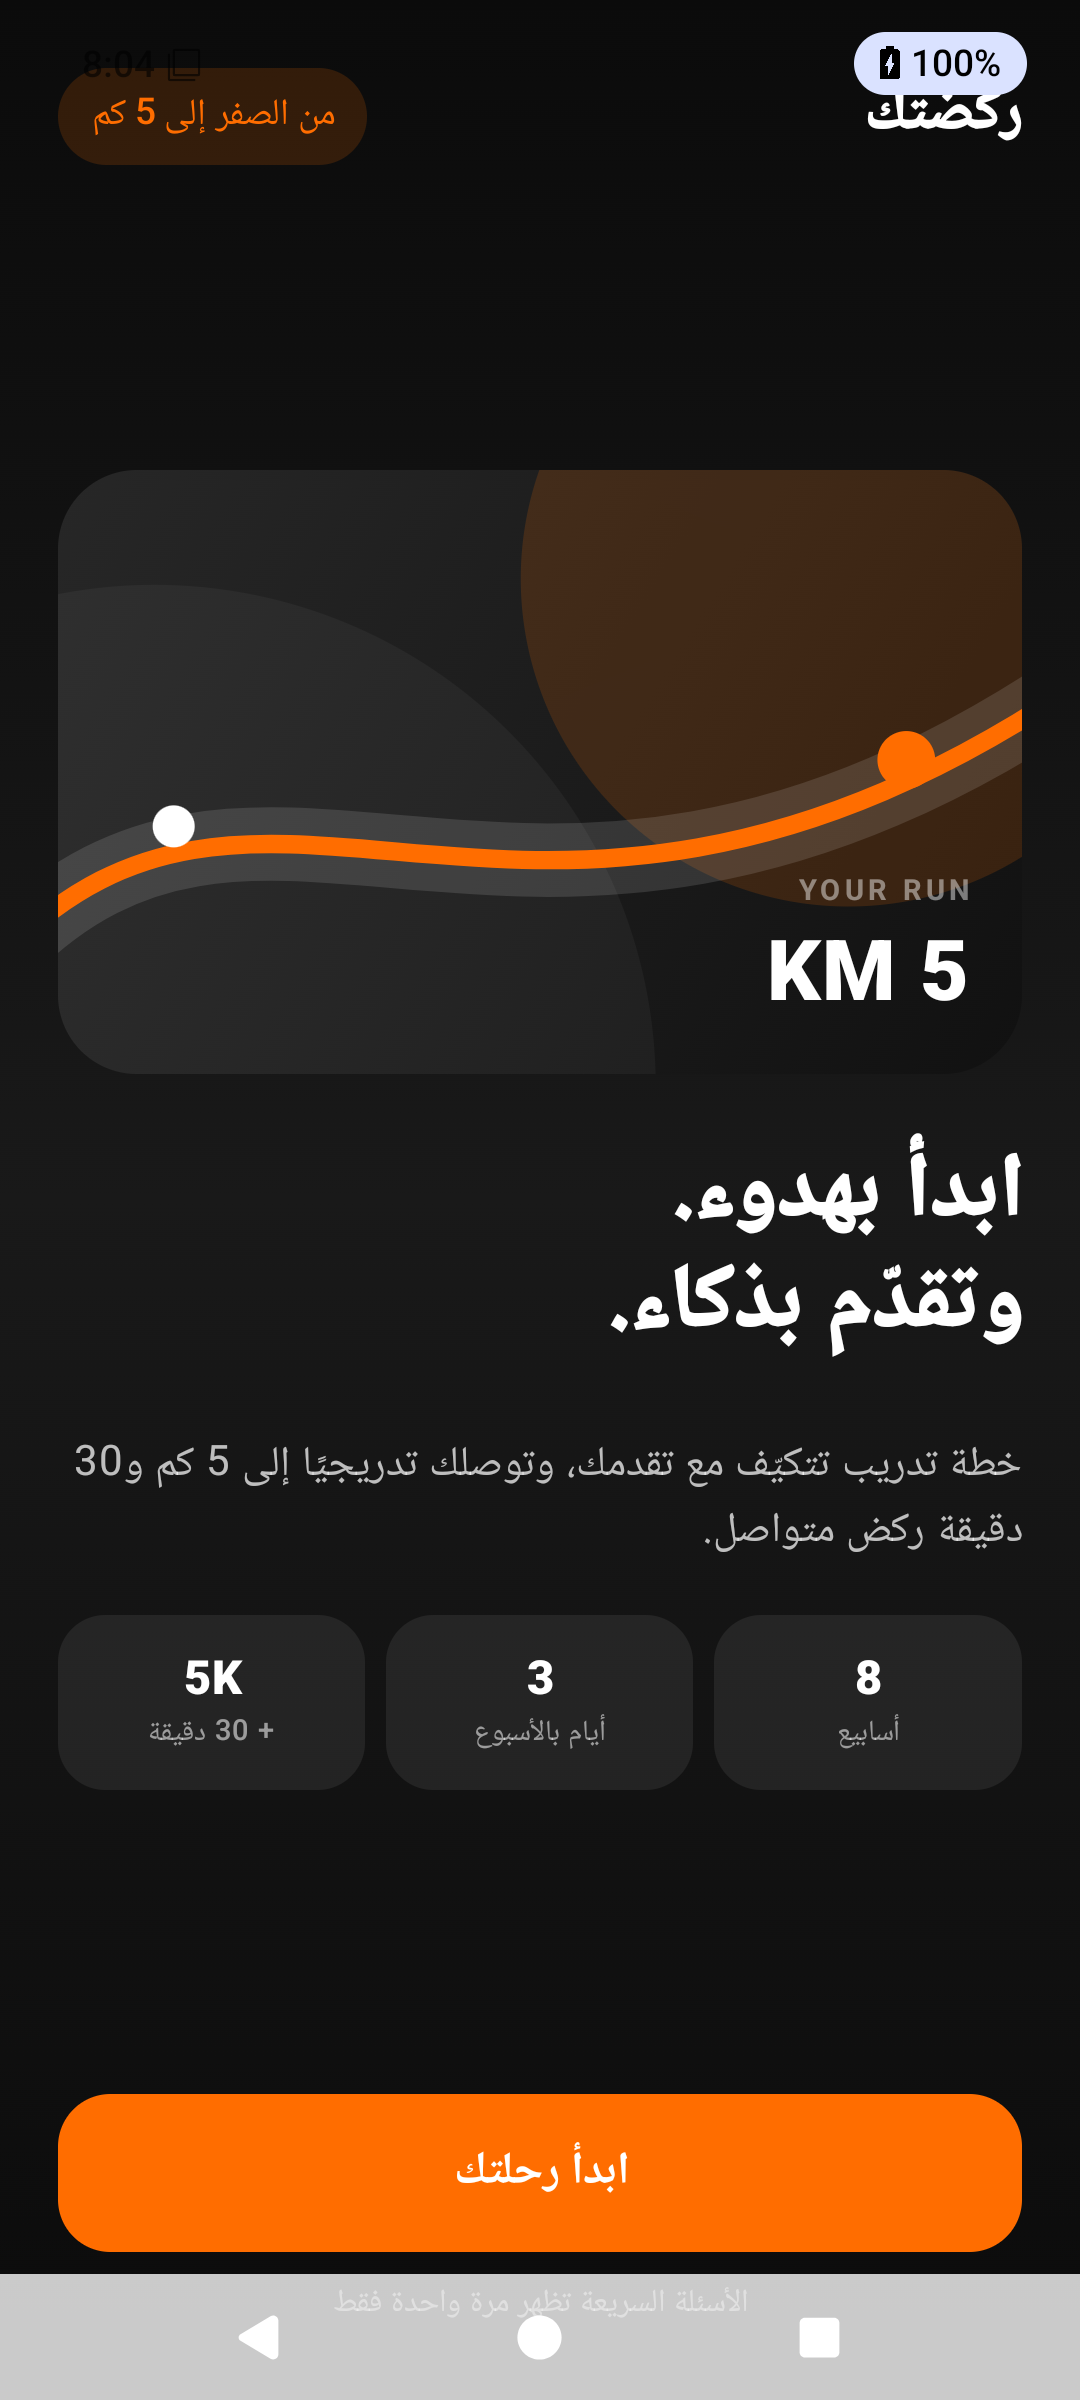 8:04
100%
ركضتك
من الصفر إلى 5 كم
YOUR RUN
KM 5
ابدأ بهدوء.
وتقدّم بذكاء.
خطة تدريب تتكيّف مع تقدمك، وتوصلك تدريجيًا إلى 5 كم و30
دقيقة ركض متواصل.
8
أسابيع
3
أيام بالأسبوع
5K
+ 30 دقيقة
ابدأ رحلتك
الأسئلة السريعة تظهر مرة واحدة فقط